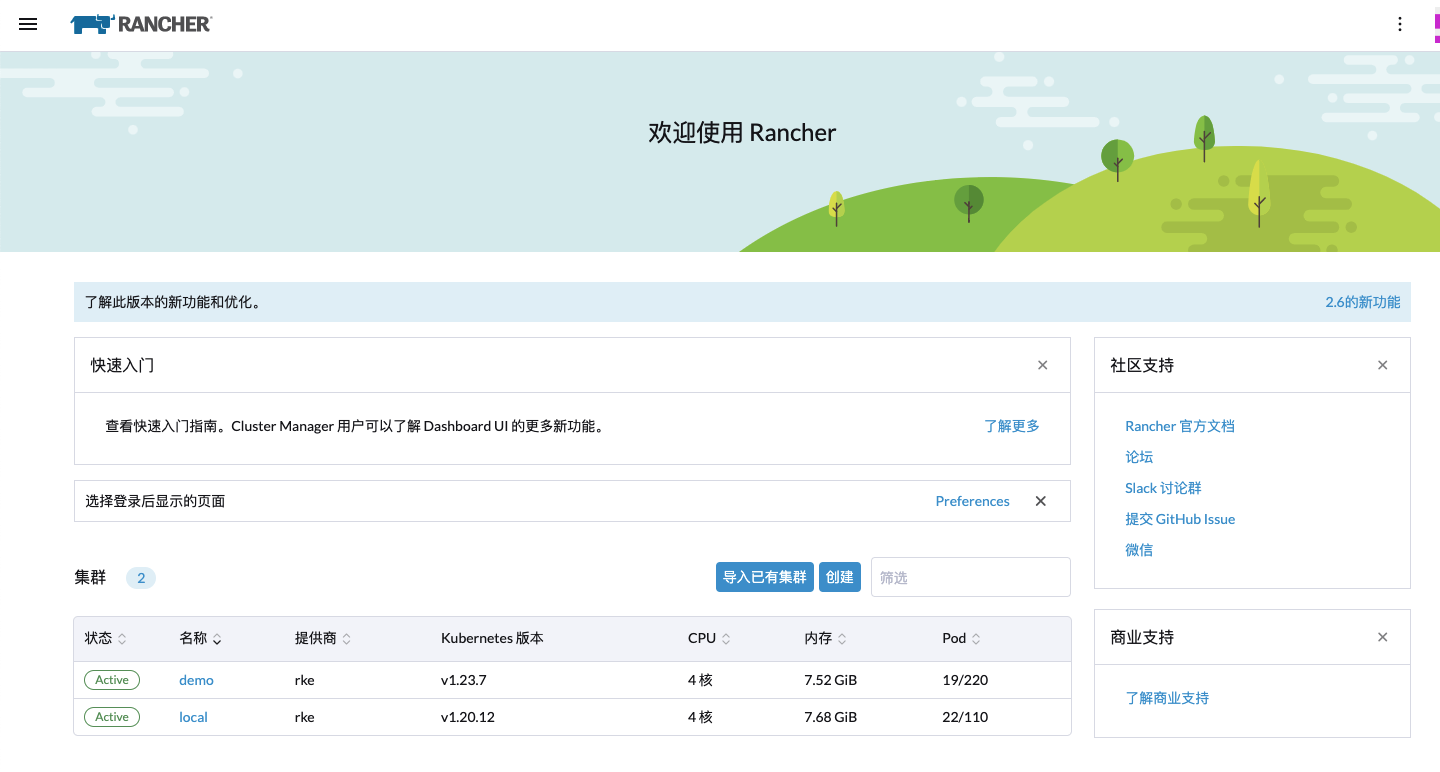 RANCHER
欢迎使用 Rancher
了解此版本的新功能和优化。 2.6的新功能
快速入门
查看快速入门指南。Cluster Manager 用户可以了解 Dashboard UI 的更多新功能。 了解更多
选择登录后显示的页面 Preferences
集群 2 导入已有集群 创建 筛选
状态 名称 提供商 Kubernetes 版本 CPU 内存 Pod
Active demo rke v1.23.7 4 核 7.52 GiB 19/220
Active local rke v1.20.12 4 核 7.68 GiB 22/110
社区支持
Rancher 官方文档
论坛
Slack 讨论群
提交 GitHub Issue
微信
商业支持
了解商业支持